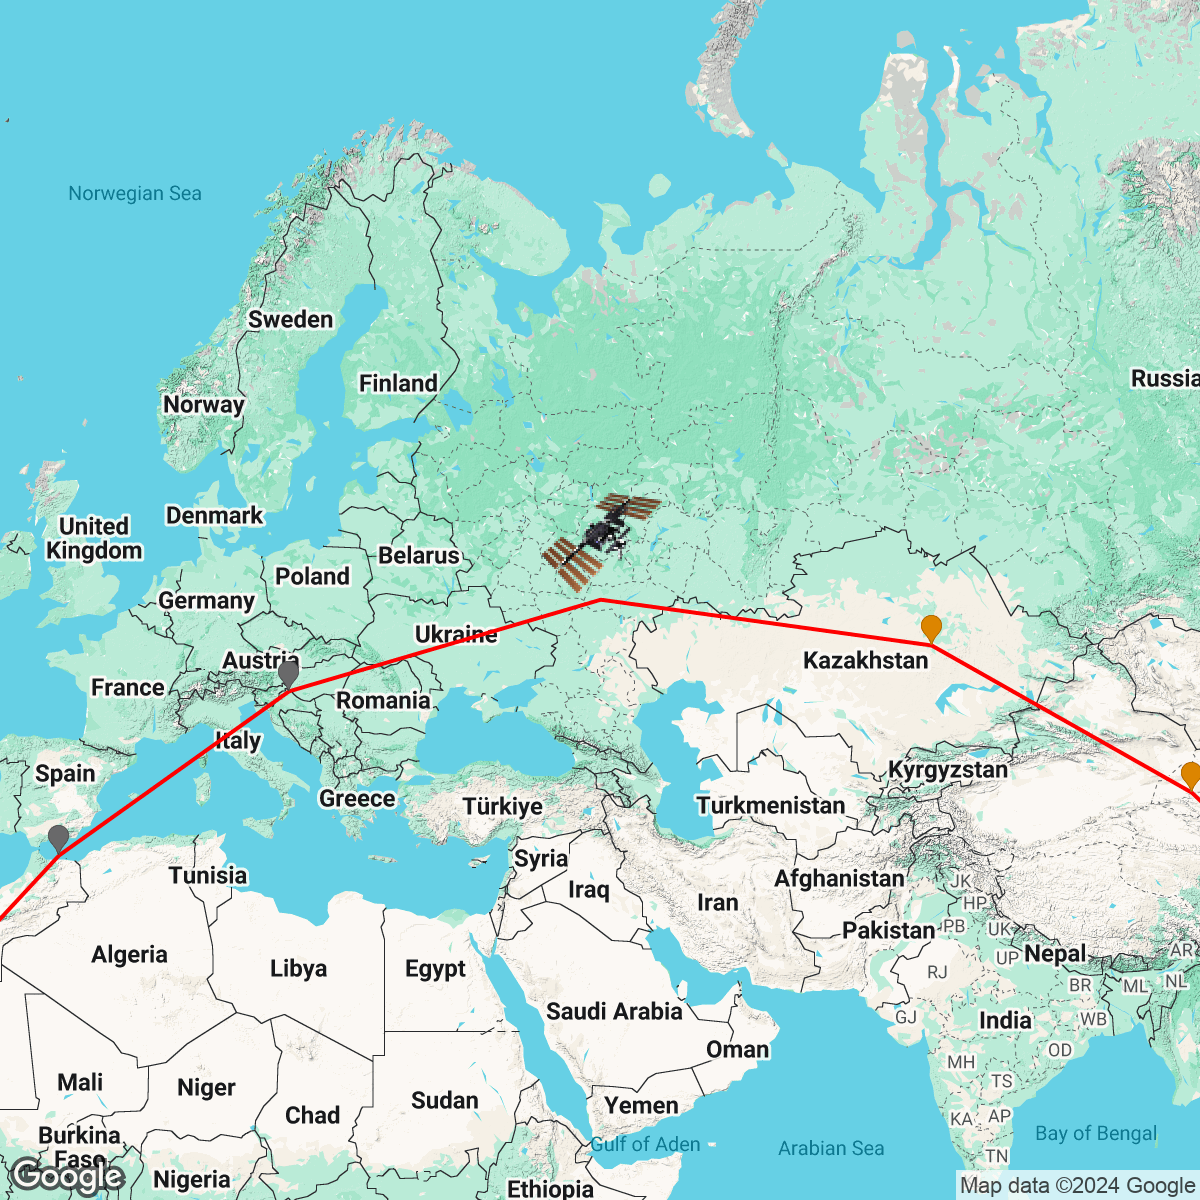 Norwegian Sea
Sweden
Finland
Russia
Norway
Denmark
United
Kingdom
Belarus
Poland
Germany
Ukraine
Austria
Kazakhstan
France
Romania
Italy
Spain
Kyrgyzstan
Greece
Türkiye
Turkmenistan
Syria
Tunisia
Iraq
Afghanistan
JK
Iran
HP
Pakistan
PB
UK
Algeria
Nepal
AR
UP
Libya
Egypt
RJ
BR
ML
NL
Saudi Arabia
GJ
India
WB
Oman
OD
MH
Mali
Niger
TS
Chad
Sudan
Yemen
KA
AP
Burkina
Faso
Gulf of Aden
Arabian Sea
Bay of Bengal
TN
Google
Nigeria
Ethiopia
Map data ©2024 Google